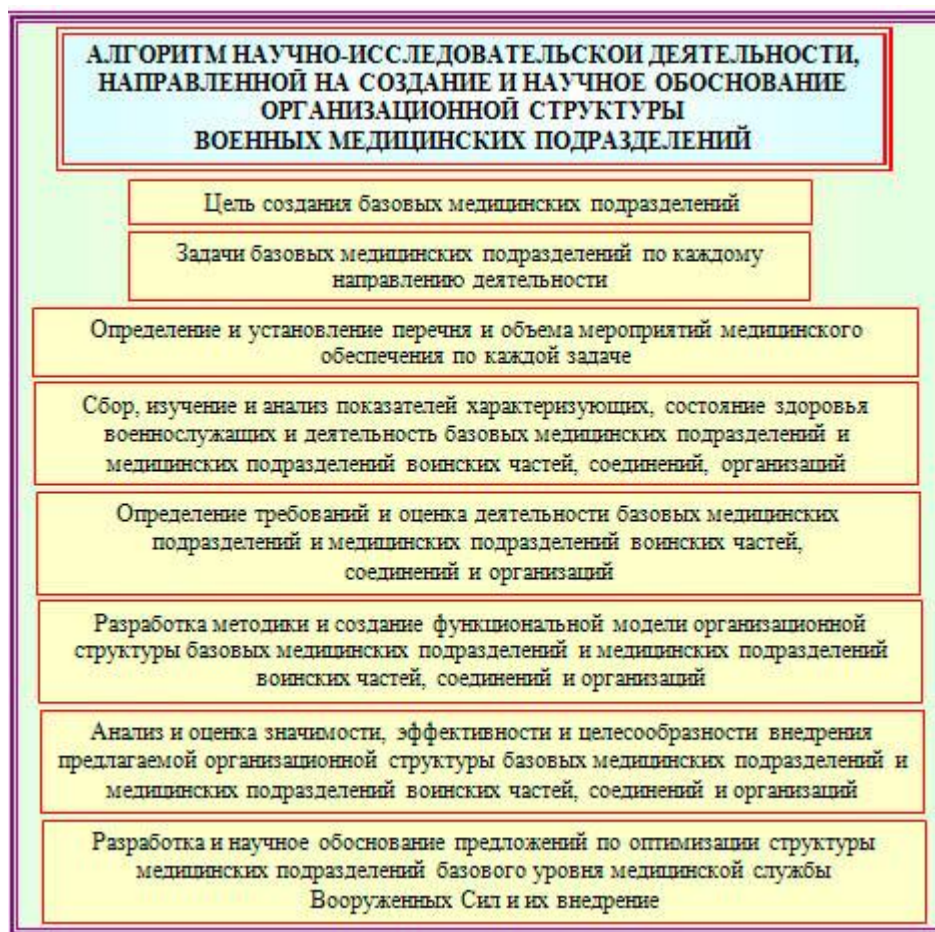 АЛГОРИТМ НАУЧНО-ИССЛЕДОВАТЕЛЬСКОЙ ДЕЯТЕЛЬНОСТИ,
НАПРАВЛЕННОЙ НА СОЗДАНИЕ И НАУЧНОЕ ОБОСНОВАНИЕ
ОРГАНИЗАЦИОННОЙ СТРУКТУРЫ
ВОЕННЫХ МЕДИЦИНСКИХ ПОДРАЗДЕЛЕНИЙ
Цель создания базовых медицинских подразделений
Задачи базовых медицинских подразделений по каждому
направлению деятельности
Определение и установление перечня и объема мероприятий медицинского
обеспечения по каждой задаче
Сбор, изучение и анализ показателей характеризующих, состояние здоровья
военнослужащих и деятельность базовых медицинских подразделений и
медицинских подразделений воинских частей, соединений, организаций
Определение требований и оценка деятельности базовых медицинских
подразделений и медицинских подразделений воинских частей,
соединений и организаций
Разработка методики и создание функциональной модели организационной
структуры базовых медицинских подразделений и медицинских подразделений
воинских частей, соединений и организаций
Анализ и оценка значимости, эффективности и целесообразности внедрения
предлагаемой организационной структуры базовых медицинских подразделений и
медицинских подразделений воинских частей, соединений и организаций
Разработка и научное обоснование предложений по оптимизации структуры
медицинских подразделений базового уровня медицинской службы
Вооруженных Сил и их внедрение